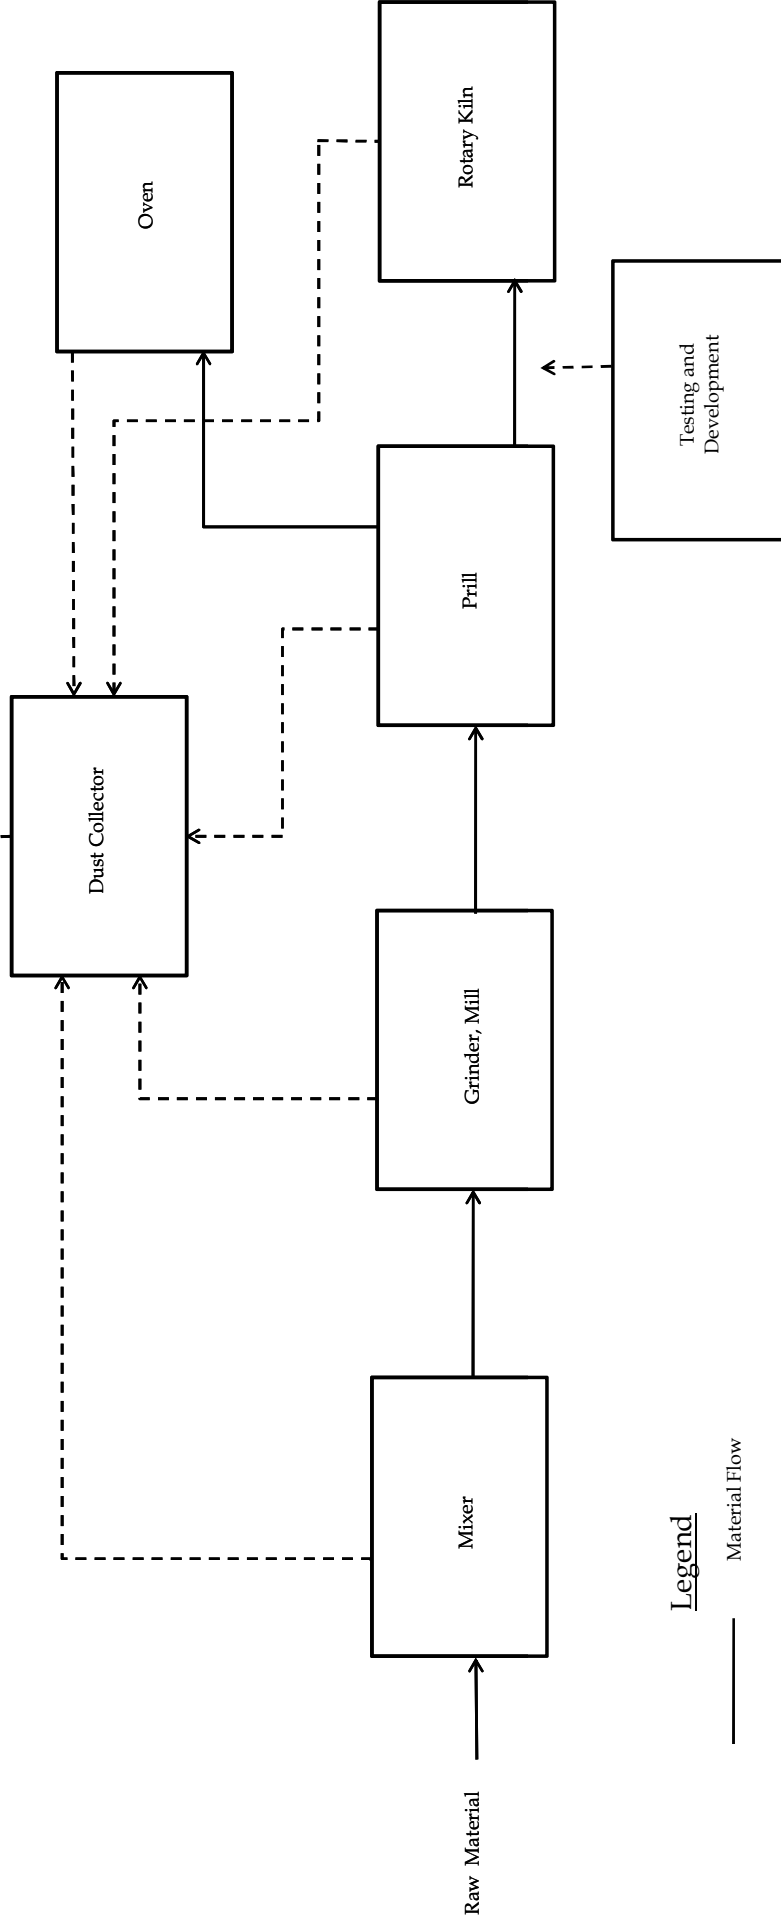 Oven
Rotary Kiln
Dust Collector
Prill
Testing and
Development
Grinder, Mill
Mixer
Raw Material
Legend
Material Flow